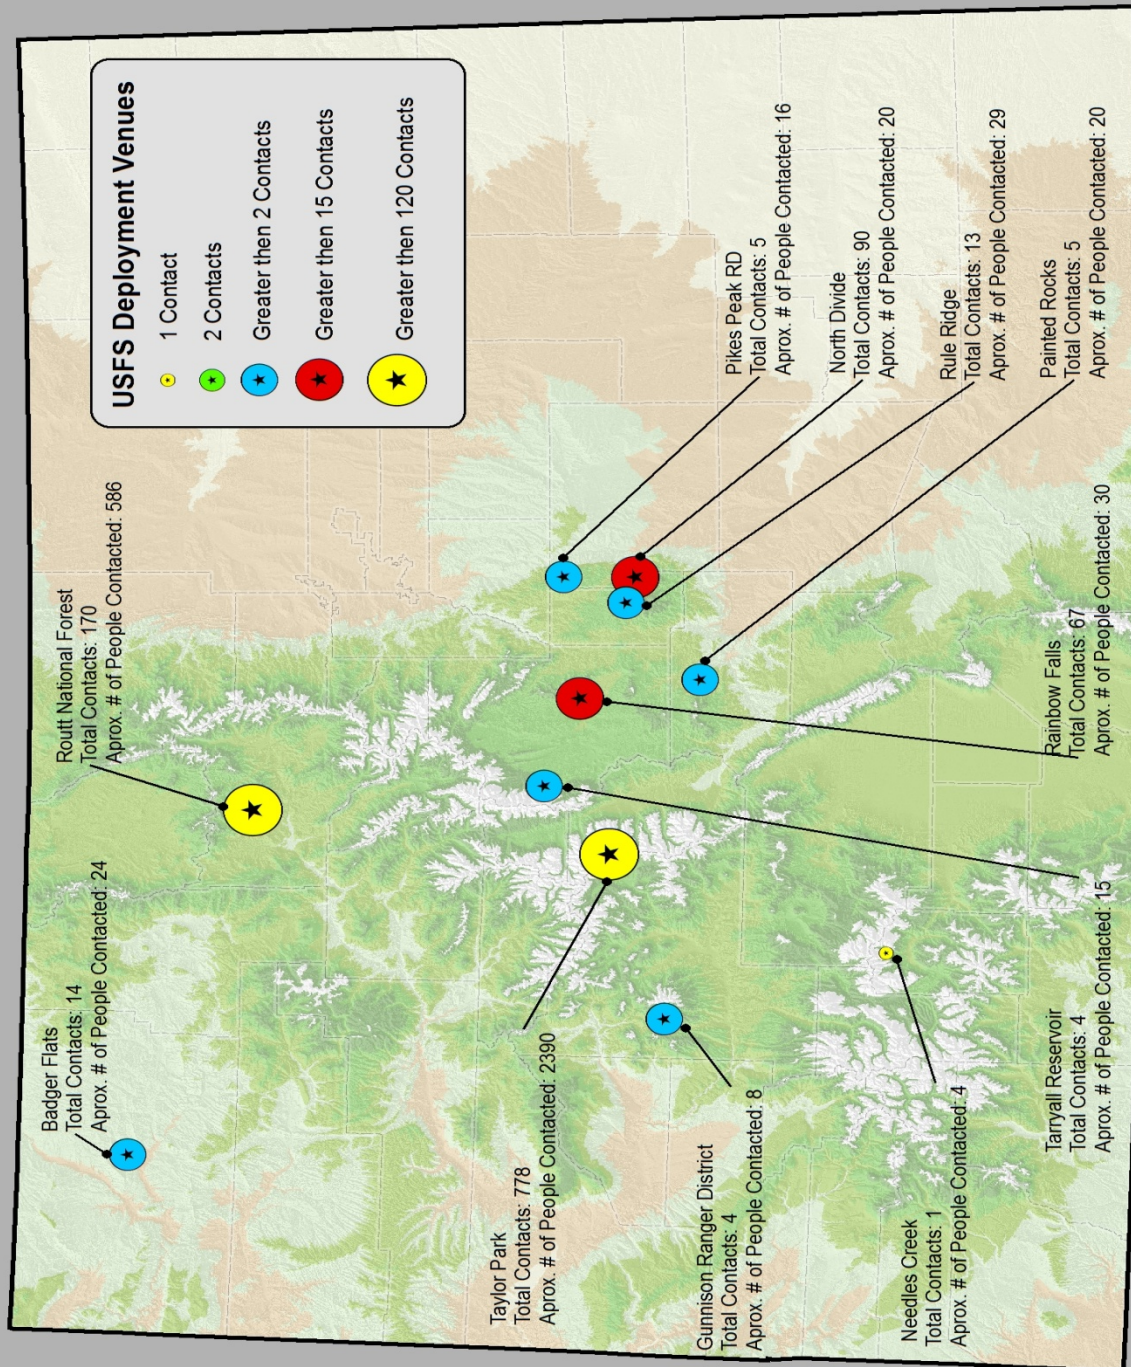 USFS Deployment Venues
1 Contact
2 Contacts
Greater then 2 Contacts
Greater then 15 Contacts
Greater then 120 Contacts
Badger Flats
Total Contacts: 14
Aprox. # of People Contacted: 24
Routt National Forest
Total Contacts: 170
Aprox. # of People Contacted: 586
Taylor Park
Total Contacts: 778
Aprox. # of People Contacted: 2390
Gunnison Ranger District
Total Contacts: 4
Aprox. # of People Contacted: 8
Needles Creek
Total Contacts: 1
Aprox. # of People Contacted: 4
Tarryall Reservoir
Total Contacts: 4
Aprox. # of People Contacted: 15
Rainbow Falls
Total Contacts: 67
Aprox. # of People Contacted: 30
Pikes Peak RD
Total Contacts: 5
Aprox. # of People Contacted: 16
North Divide
Total Contacts: 90
Aprox. # of People Contacted: 20
Rule Ridge
Total Contacts: 13
Aprox. # of People Contacted: 29
Painted Rocks
Total Contacts: 5
Aprox. # of People Contacted: 20